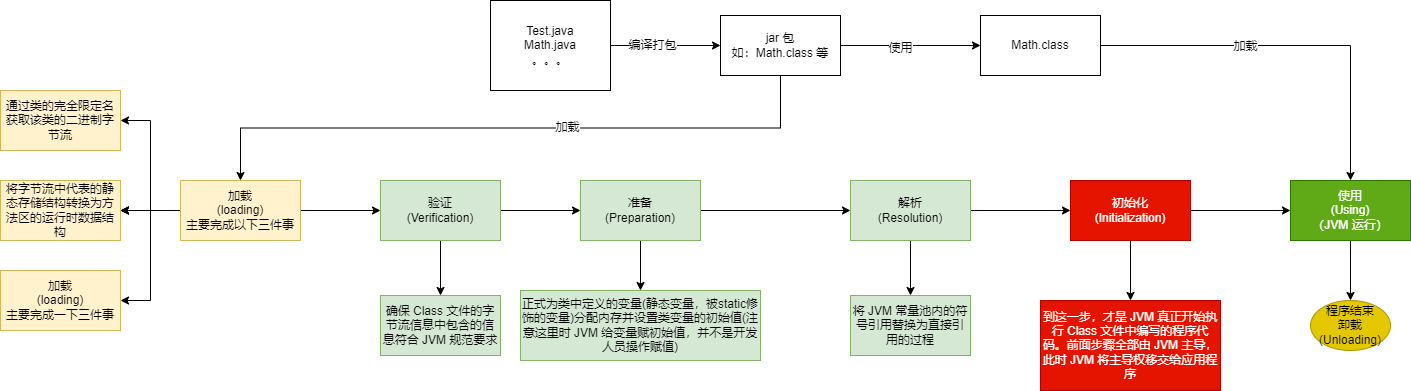 Test.java
Math.java
。。。
编译打包
jar 包
如：Math.class 等
使用
Math.class
加载
加载
通过类的完全限定名
获取该类的二进制字
节流
将字节流中代表的静
态存储结构转换为方
法区的运行时数据结
构
加载
(loading)
主要完成一下三件事
加载
(loading)
主要完成以下三件事
验证
(Verification)
准备
(Preparation)
解析
(Resolution)
初始化
(Initialization)
使用
(Using)
(JVM 运行)
确保 Class 文件的字
节流信息中包含的信
息符合 JVM 规范要求
正式为类中定义的变量(静态变量，被static修
饰的变量)分配内存并设置类变量的初始值(注
意这里时 JVM 给变量赋初始值，并不是开发
人员操作赋值)
将 JVM 常量池内的符
号引用替换为直接引
用的过程
到这一步，才是 JVM 真正开始执
行 Class 文件中编写的程序代
码。前面步骤全部由 JVM 主导，
此时 JVM 将主导权移交给应用程
序
程序结束
卸载
(Unloading)